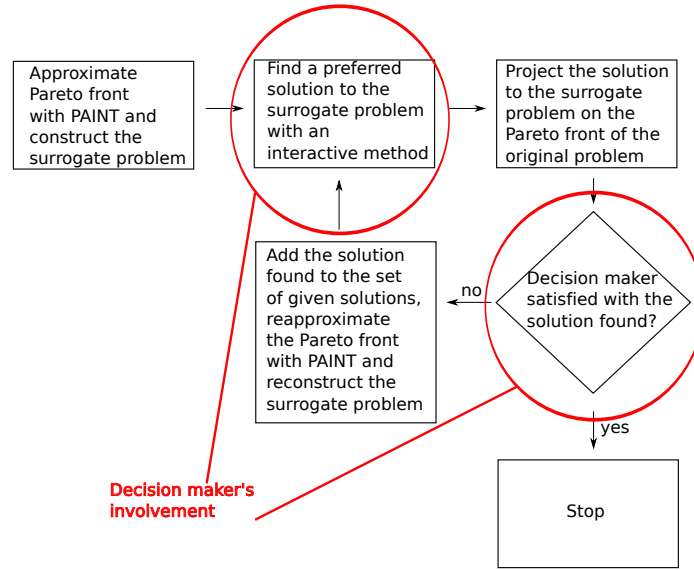 Approximate
Pareto front
with PAINT and
construct the
surrogate problem
Find a preferred
solution to the
surrogate problem
with an
interactive method
Project the solution
to the surrogate
problem on the
Pareto front of the
original problem
Decision maker
satisfied with the
solution found?
no
Add the solution
found to the set
of given solutions,
reapproximate
the Pareto front
with PAINT and
reconstruct the
surrogate problem
yes
Stop
Decision maker's
involvement